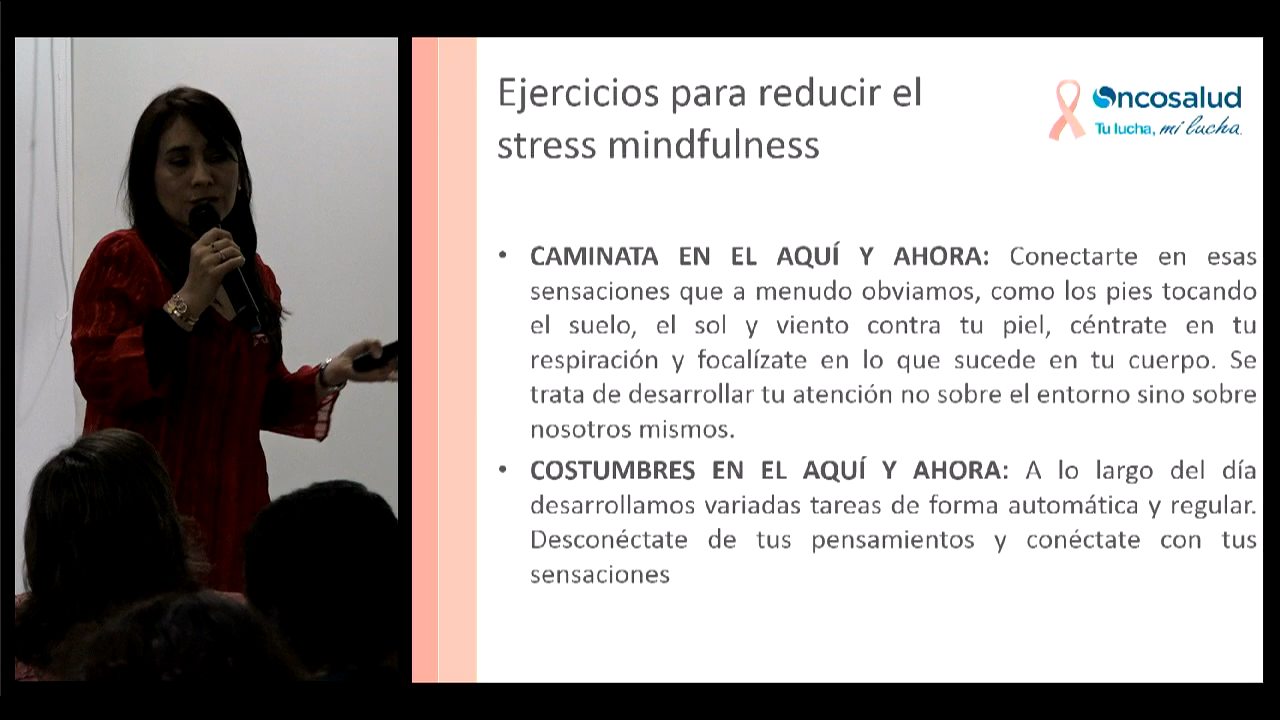 Ejercicios para reducir el
stress mindfulness
Oncosalud
Tu lucha, mi lucha.
• CAMINATA EN EL AQUÍ Y AHORA: Conectarte en esas
sensaciones que a menudo obviamos, como los pies tocando
el suelo, el sol y viento contra tu piel, céntrate en tu
respiración y focalízate en lo que sucede en tu cuerpo. Se
trata de desarrollar tu atención no sobre el entorno sino sobre
nosotros mismos.
• COSTUMBRES EN EL AQUÍ Y AHORA: A lo largo del día
desarrollamos variadas tareas de forma automática y regular.
Desconéctate de tus pensamientos y conéctate con tus
sensaciones